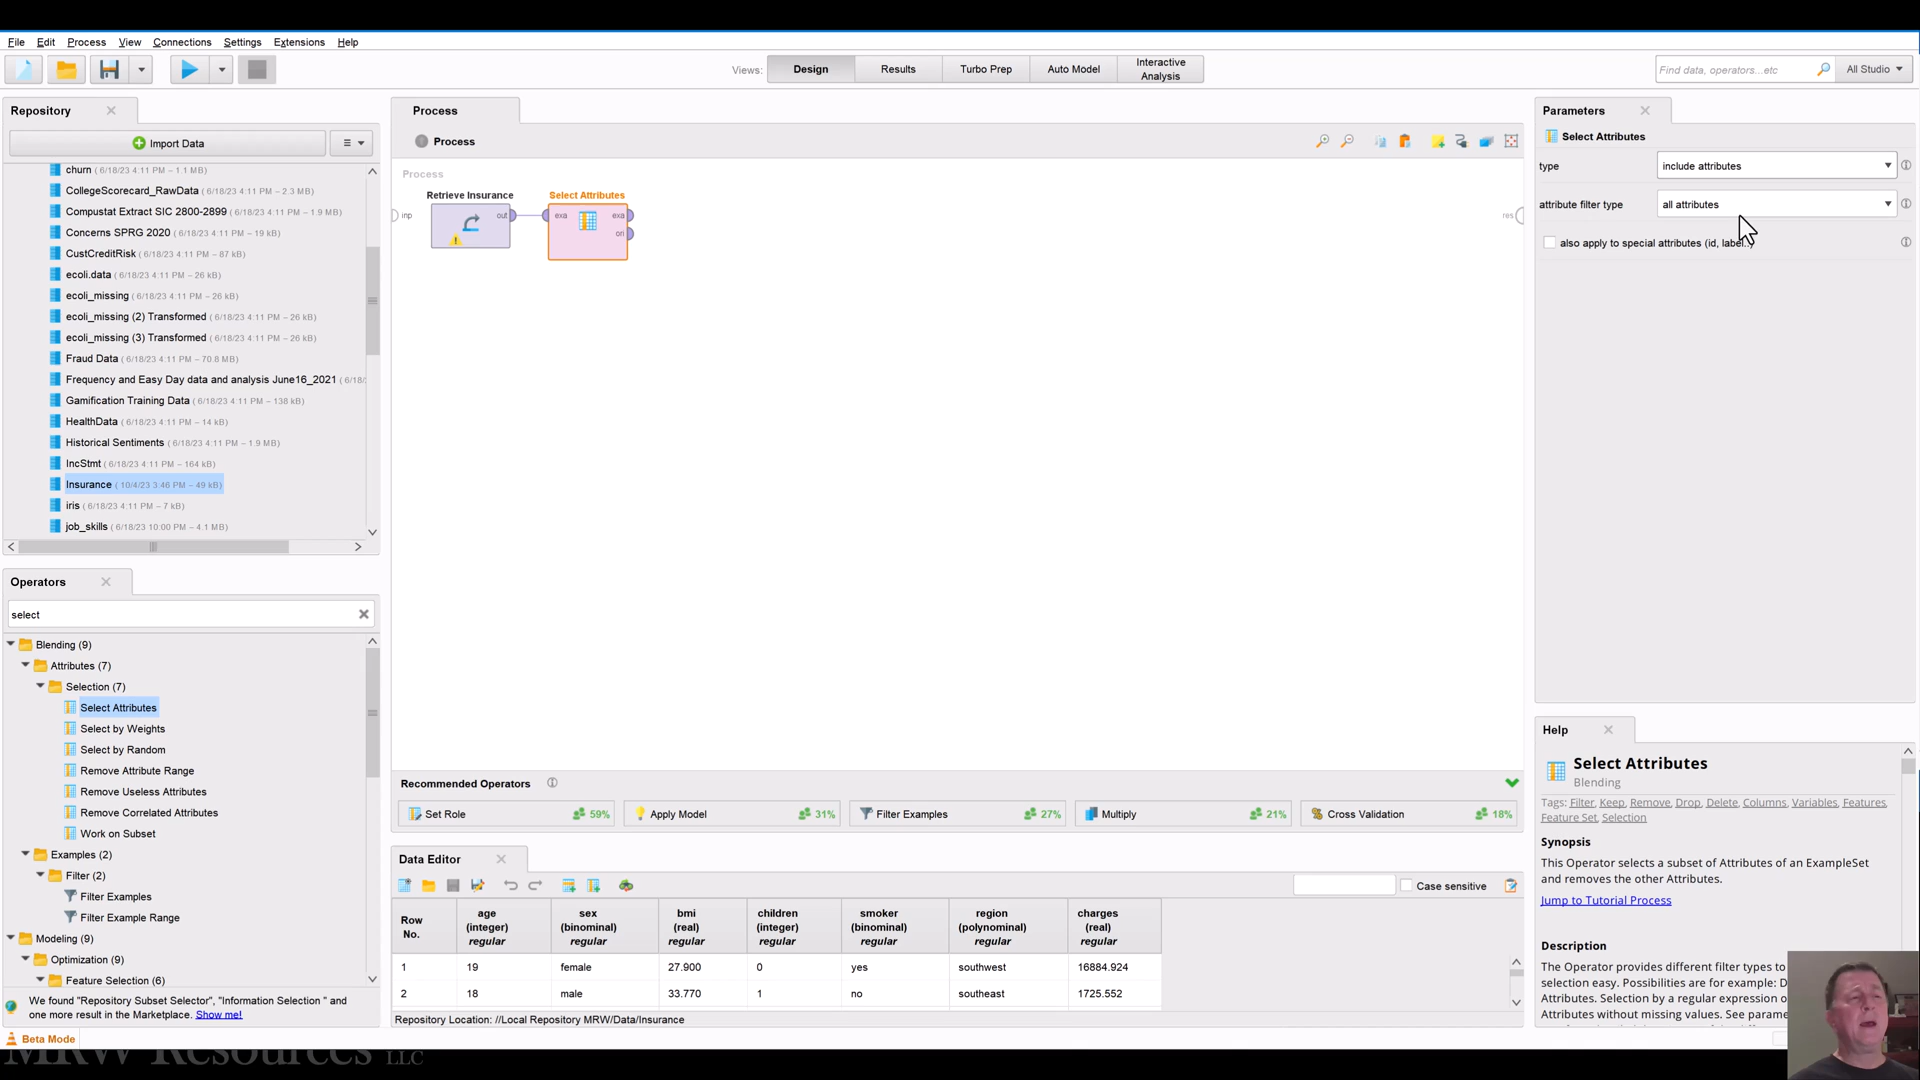 File Edit Process View Connections Settings Extensions Help
Views: Design Results Turbo Prep Auto Model Interactive Analysis
Find data, operators...etc All Studio
Repository
Import Data
churn (6/18/23 4:11 PM – 1.1 MB)
CollegeScorecard_RawData (6/18/23 4:11 PM – 2.3 MB)
Compustat Extract SIC 2800-2899 (6/18/23 4:11 PM – 1.9 MB)
Concerns SPRG 2020 (6/18/23 4:11 PM – 19 kB)
CustCreditRisk (6/18/23 4:11 PM – 87 kB)
ecoli.data (6/18/23 4:11 PM – 26 kB)
ecoli_missing (6/18/23 4:11 PM – 26 kB)
ecoli_missing (2) Transformed (6/18/23 4:11 PM – 26 kB)
ecoli_missing (3) Transformed (6/18/23 4:11 PM – 26 kB)
Fraud Data (6/18/23 4:11 PM – 70.8 MB)
Frequency and Easy Day data and analysis June16_2021 (6/18/
Gamification Training Data (6/18/23 4:11 PM – 138 kB)
HealthData (6/18/23 4:11 PM – 14 kB)
Historical Sentiments (6/18/23 4:11 PM – 1.9 MB)
IncStmt (6/18/23 4:11 PM – 164 kB)
Insurance (10/4/23 3:46 PM – 49 kB)
iris (6/18/23 4:11 PM – 7 kB)
job_skills (6/18/23 10:00 PM – 4.1 MB)
Operators
select
Blending (9)
Attributes (7)
Selection (7)
Select Attributes
Select by Weights
Select by Random
Remove Attribute Range
Remove Useless Attributes
Remove Correlated Attributes
Work on Subset
Examples (2)
Filter (2)
Filter Examples
Filter Example Range
Modeling (9)
Optimization (9)
Feature Selection (6)
We found "Repository Subset Selector", "Information Selection " and
one more result in the Marketplace. Show me!
Beta Mode
MRW Resources LLC
Process
Process
Process
Retrieve Insurance Select Attributes
inp out exa exa res
ori
Recommended Operators
Set Role 59% Apply Model 31% Filter Examples 27% Multiply 21% Cross Validation 18%
Data Editor
Case sensitive
Row No. age (integer) regular sex (binominal) regular bmi (real) regular children (integer) regular smoker (binominal) regular region (polynominal) regular charges (real) regular
1 19 female 27.900 0 yes southwest 16884.924
2 18 male 33.770 1 no southeast 1725.552
Repository Location: //Local Repository MRW/Data/Insurance
Parameters
Select Attributes
type include attributes
attribute filter type all attributes
also apply to special attributes (id, label..)
Help
Select Attributes
Blending
Tags: Filter, Keep, Remove, Drop, Delete, Columns, Variables, Features,
Feature Set, Selection
Synopsis
This Operator selects a subset of Attributes of an ExampleSet
and removes the other Attributes.
Jump to Tutorial Process
Description
The Operator provides different filter types to
selection easy. Possibilities are for example: D
Attributes. Selection by a regular expression o
Attributes without missing values. See parame